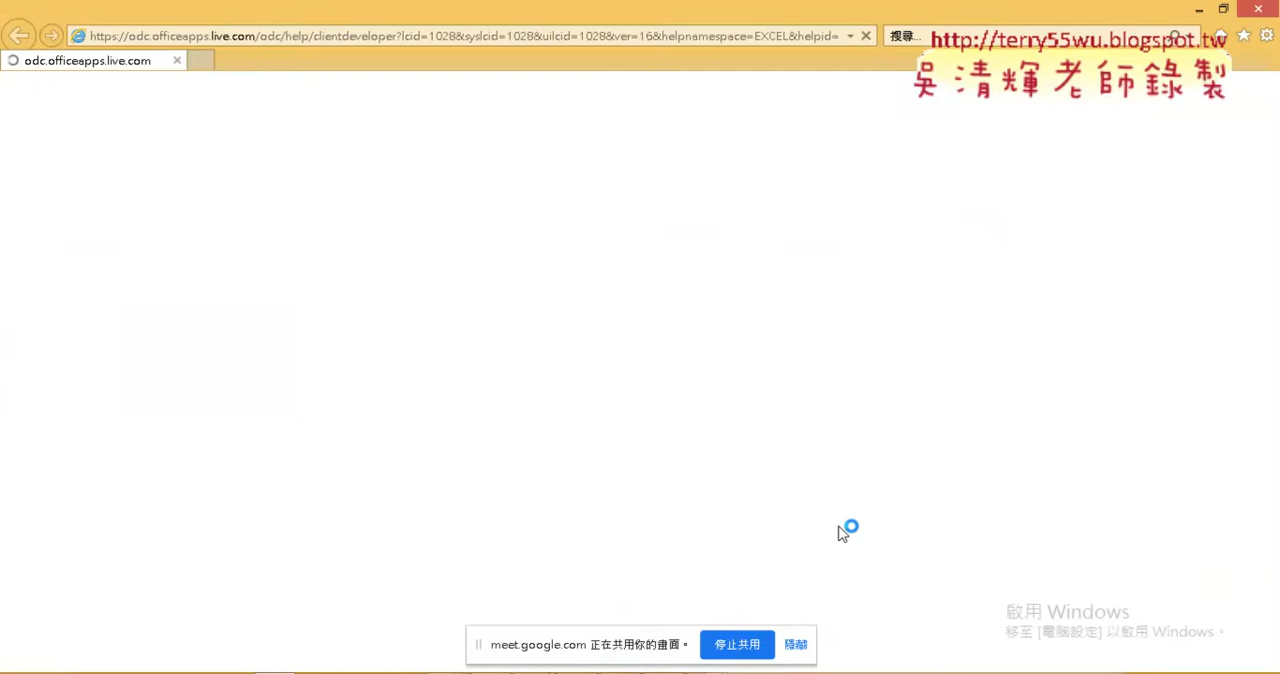 https://odc.officeapps.live.com/odc/help/clientdeveloper?lcid=1028&syslcid=1028&uilcid=1028&ver=16&helpnamespace=EXCEL&helpid=
搜尋...
http://terry55wu.blogspot.tw
odc.officeapps.live.com
吳清輝老師錄製
啟用 Windows
移至 [電腦設定] 以啟用 Windows。
meet.google.com 正在共用你的畫面。
停止共用
隱藏